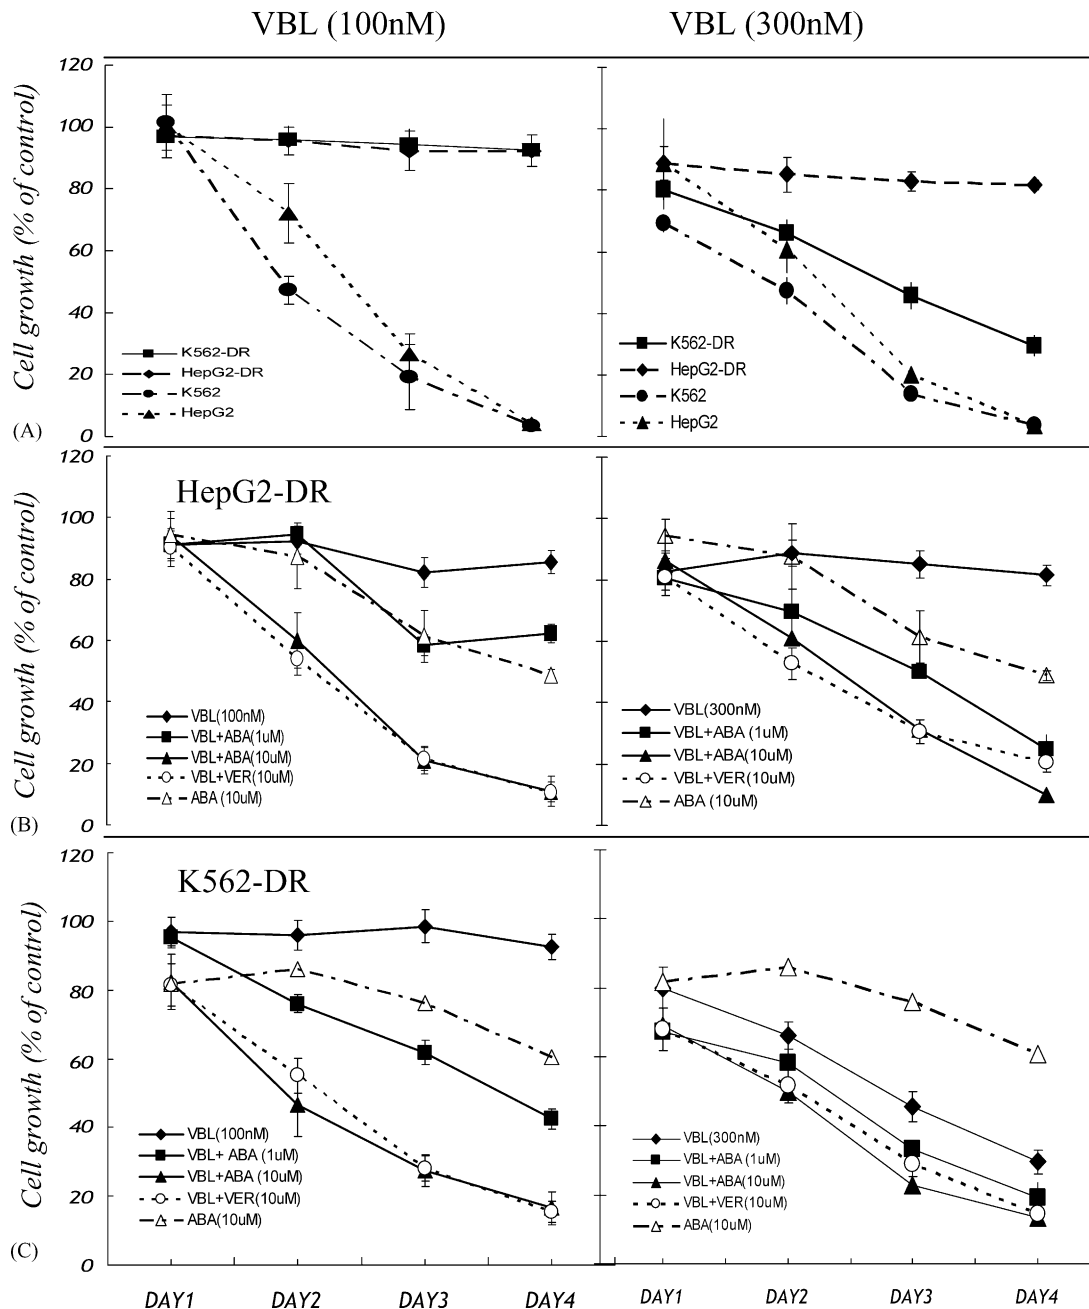 VBL (100nM)
VBL (300nM)
Cell growth (% of control)
120
100
80
60
40
20
0
K562-DR
HepG2-DR
K562
HepG2
K562-DR
HepG2-DR
K562
HepG2
(A)
Cell growth (% of control)
120
100
80
60
40
20
0
HepG2-DR
VBL(100nM)
VBL+ABA(1uM)
VBL+ABA(10uM)
VBL+VER(10uM)
ABA (10uM)
VBL(300nM)
VBL+ABA (1uM)
VBL+ABA(10uM)
VBL+VER (10uM)
ABA (10uM)
(B)
Cell growth (% of control)
120
100
80
60
40
20
0
K562-DR
VBL(100nM)
VBL+ ABA (1uM)
VBL+ABA (10uM)
VBL+VER(10uM)
ABA(10uM)
VBL(300nM)
VBL+ABA (1uM)
VBL+ABA(10uM)
VBL+VER(10uM)
ABA(10uM)
(C)
DAY1 DAY2 DAY3 DAY4
DAY1 DAY2 DAY3 DAY4